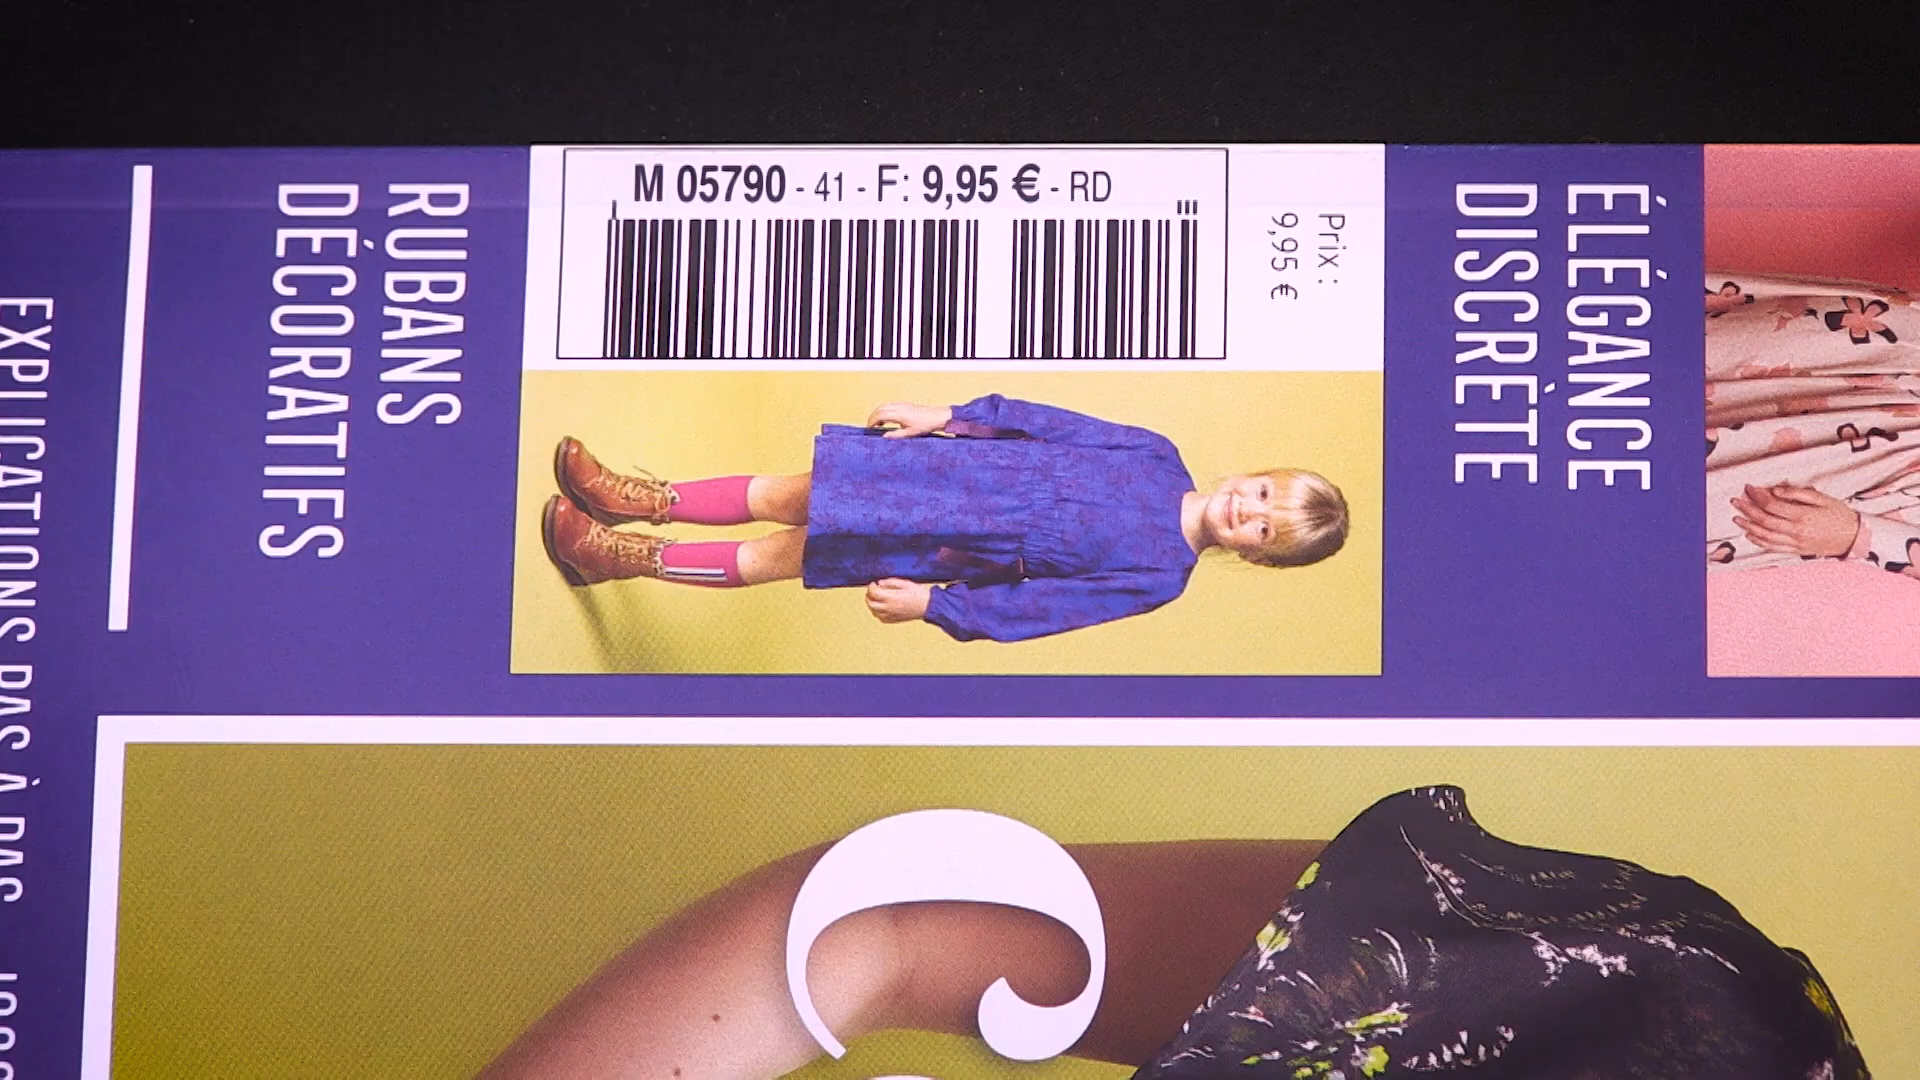 M 05790 - 41 - F: 9,95 € - RD
Prix :
9,95 €
RUBANS
DÉCORATIFS
ÉLÉGANCE
DISCRÈTE
EXPLICATIONS PAS À PAS
C